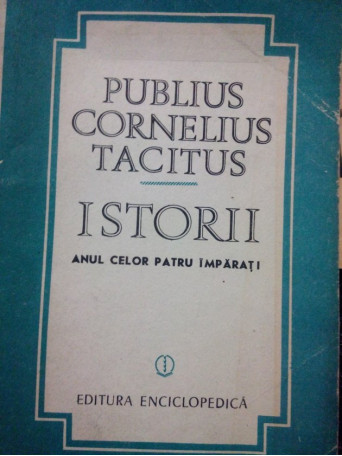 PUBLIUS
CORNELIUS
TACITUS
ISTORII
ANUL CELOR PATRU ÎMPĂRAȚI
EDITURA ENCICLOPEDICĂ